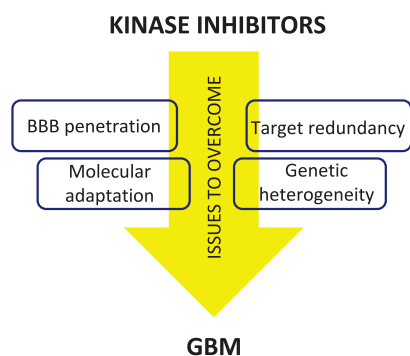 KINASE INHIBITORS
BBB penetration
Target redundancy
Molecular
adaptation
Genetic
heterogeneity
ISSUES TO OVERCOME
GBM